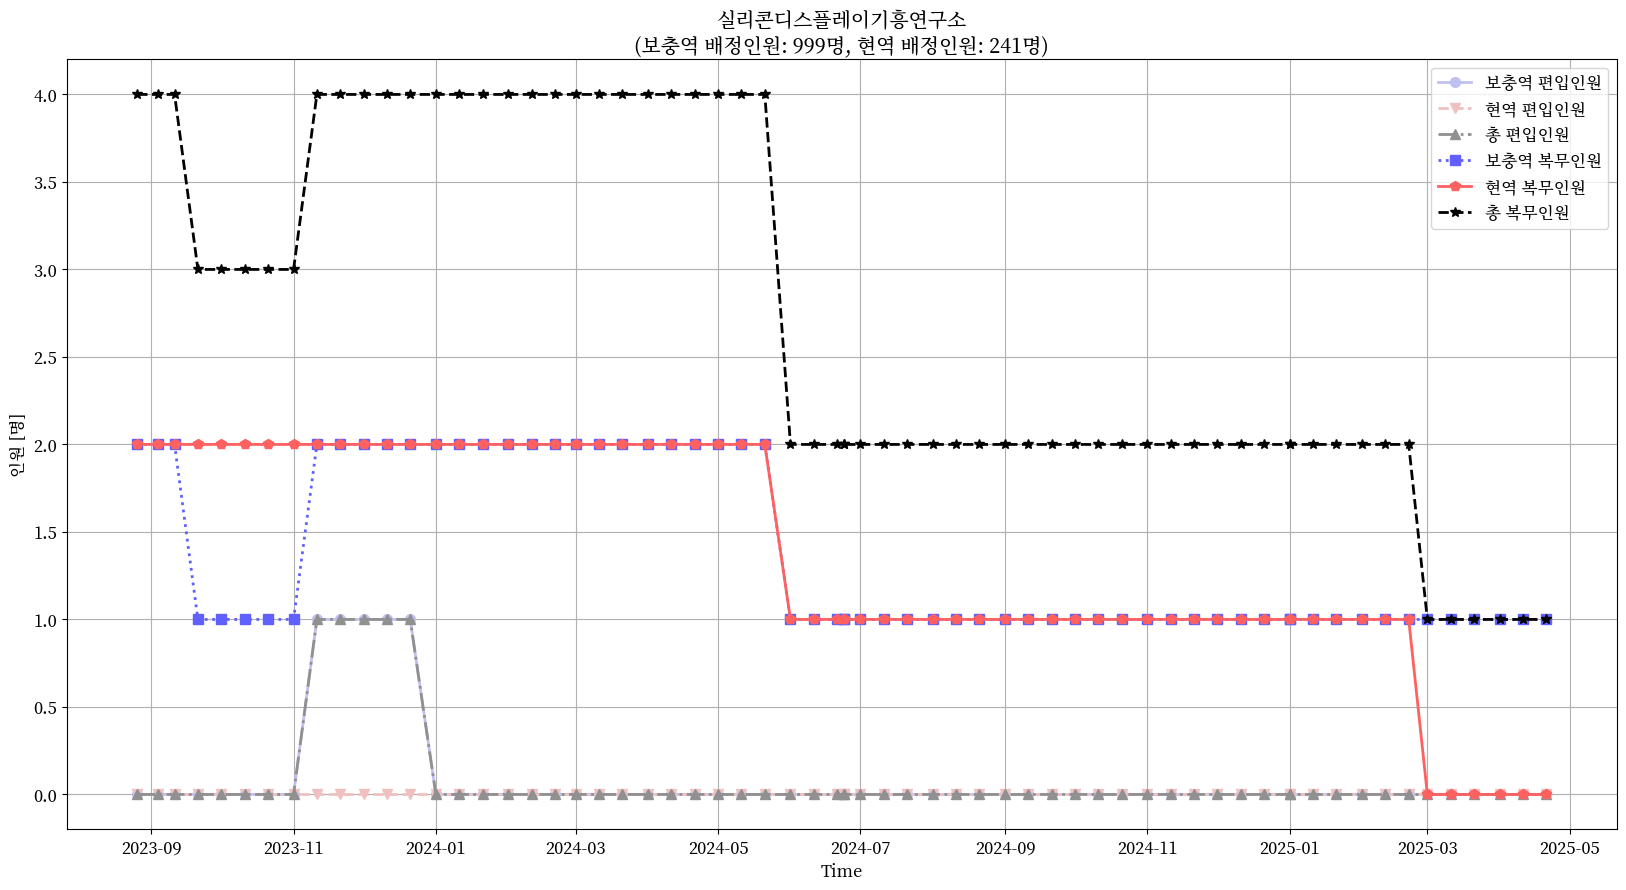 실리콘디스플레이기흥연구소
(보충역 배정인원: 999명, 현역 배정인원: 241명)
보충역 편입인원
현역 편입인원
총 편입인원
보충역 복무인원
현역 복무인원
총 복무인원
인원 [명]
4.0
3.5
3.0
2.5
2.0
1.5
1.0
0.5
0.0
2023-09
2023-11
2024-01
2024-03
2024-05
2024-07
2024-09
2024-11
2025-01
2025-03
2025-05
Time